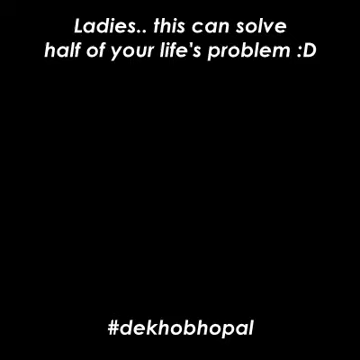 Ladies.. this can solve
half of your life's problem :D
#dekhobhopal